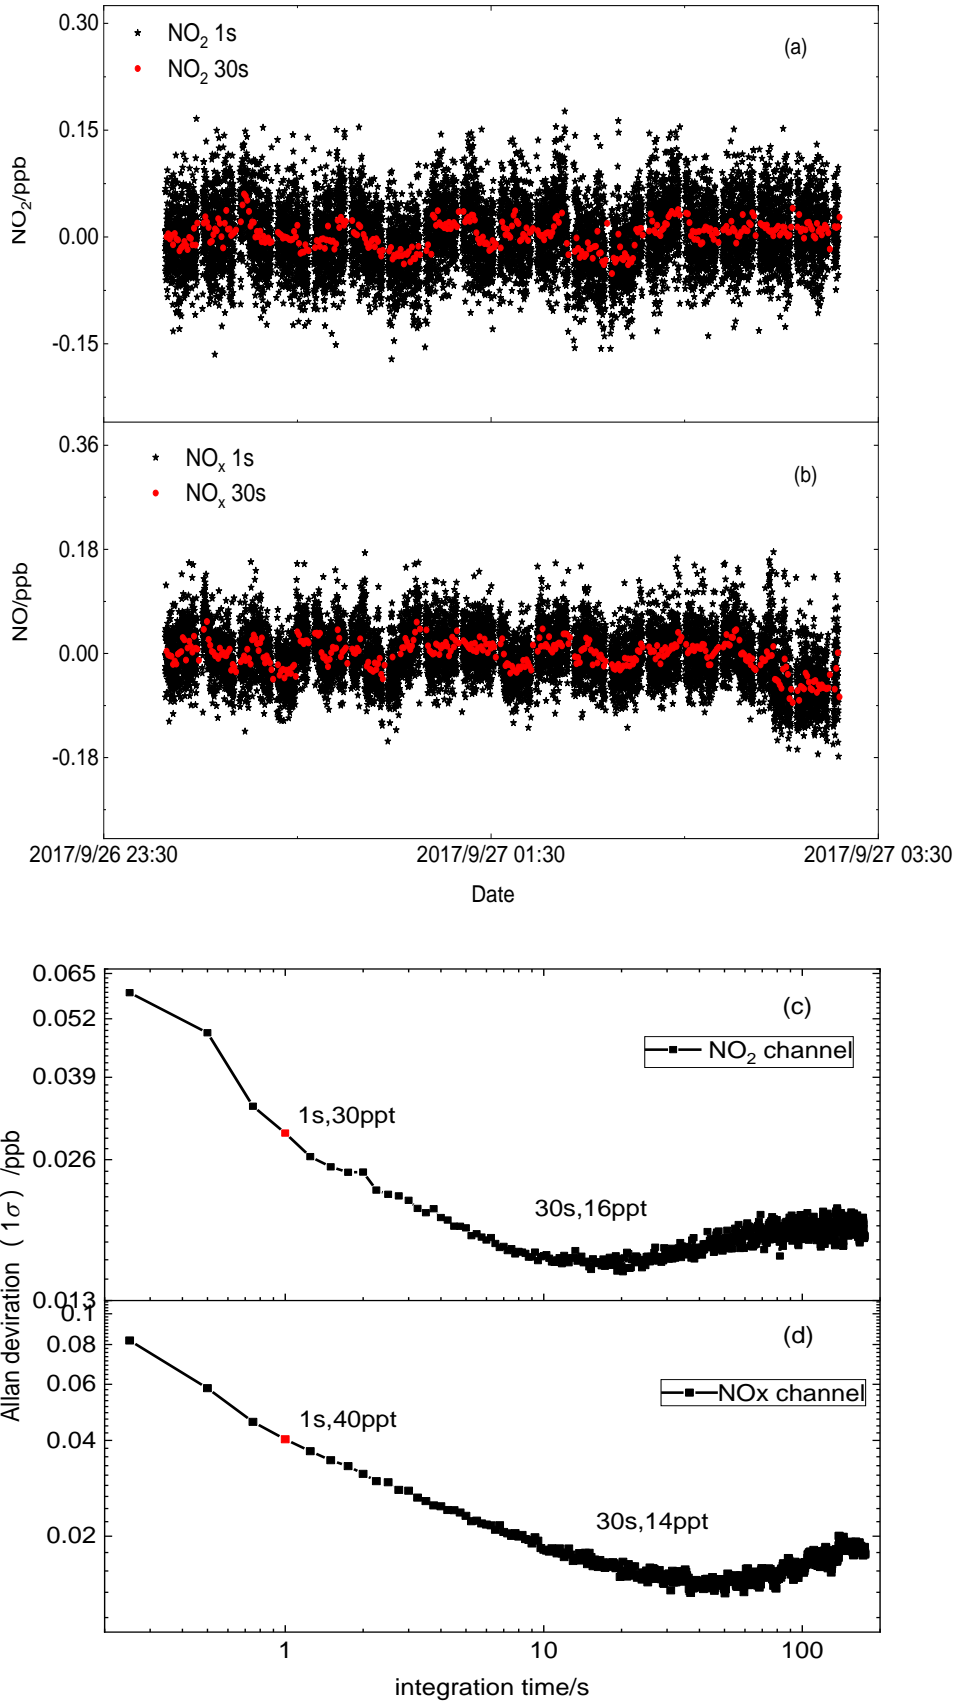 0.30
NO₂ 1s
NO₂ 30s
(a)
0.15
0.00
-0.15
NO₂/ppb
0.36
NOₓ 1s
NOₓ 30s
(b)
0.18
0.00
-0.18
NO/ppb
2017/9/26 23:30
2017/9/27 01:30
2017/9/27 03:30
Date
0.065
0.052
0.039
0.026
0.013
(c)
NO₂ channel
1s,30ppt
30s,16ppt
Allan deviration (1σ) /ppb
0.1
0.08
0.06
0.04
0.02
(d)
NOx channel
1s,40ppt
30s,14ppt
1
10
100
integration time/s